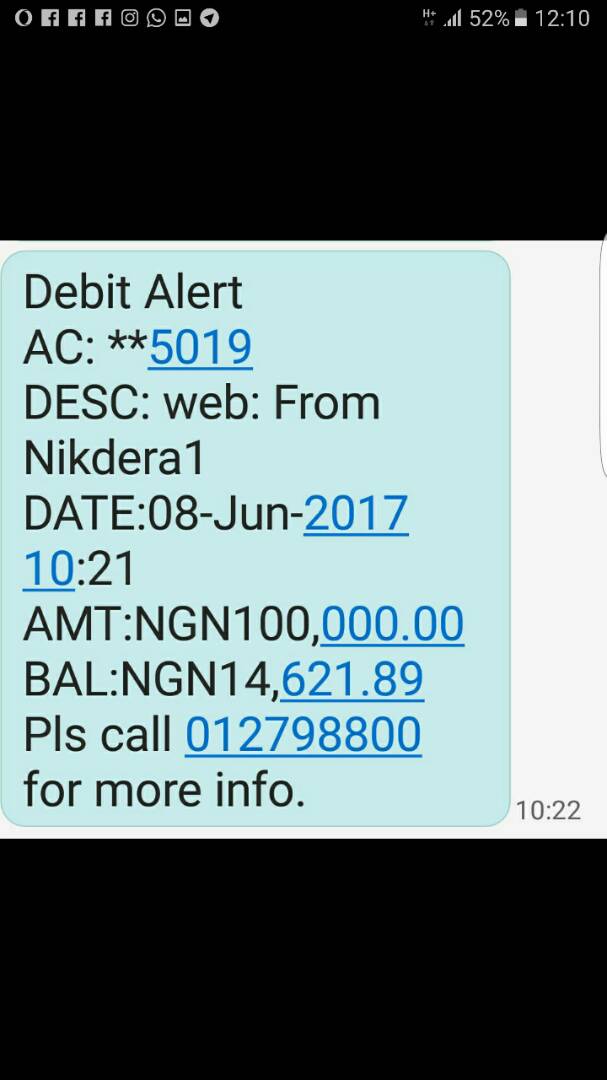 H+ 52% 12:10
Debit Alert
AC: **5019
DESC: web: From
Nikdera1
DATE:08-Jun-2017
10:21
AMT:NGN100,000.00
BAL:NGN14,621.89
Pls call 012798800
for more info.
10:22